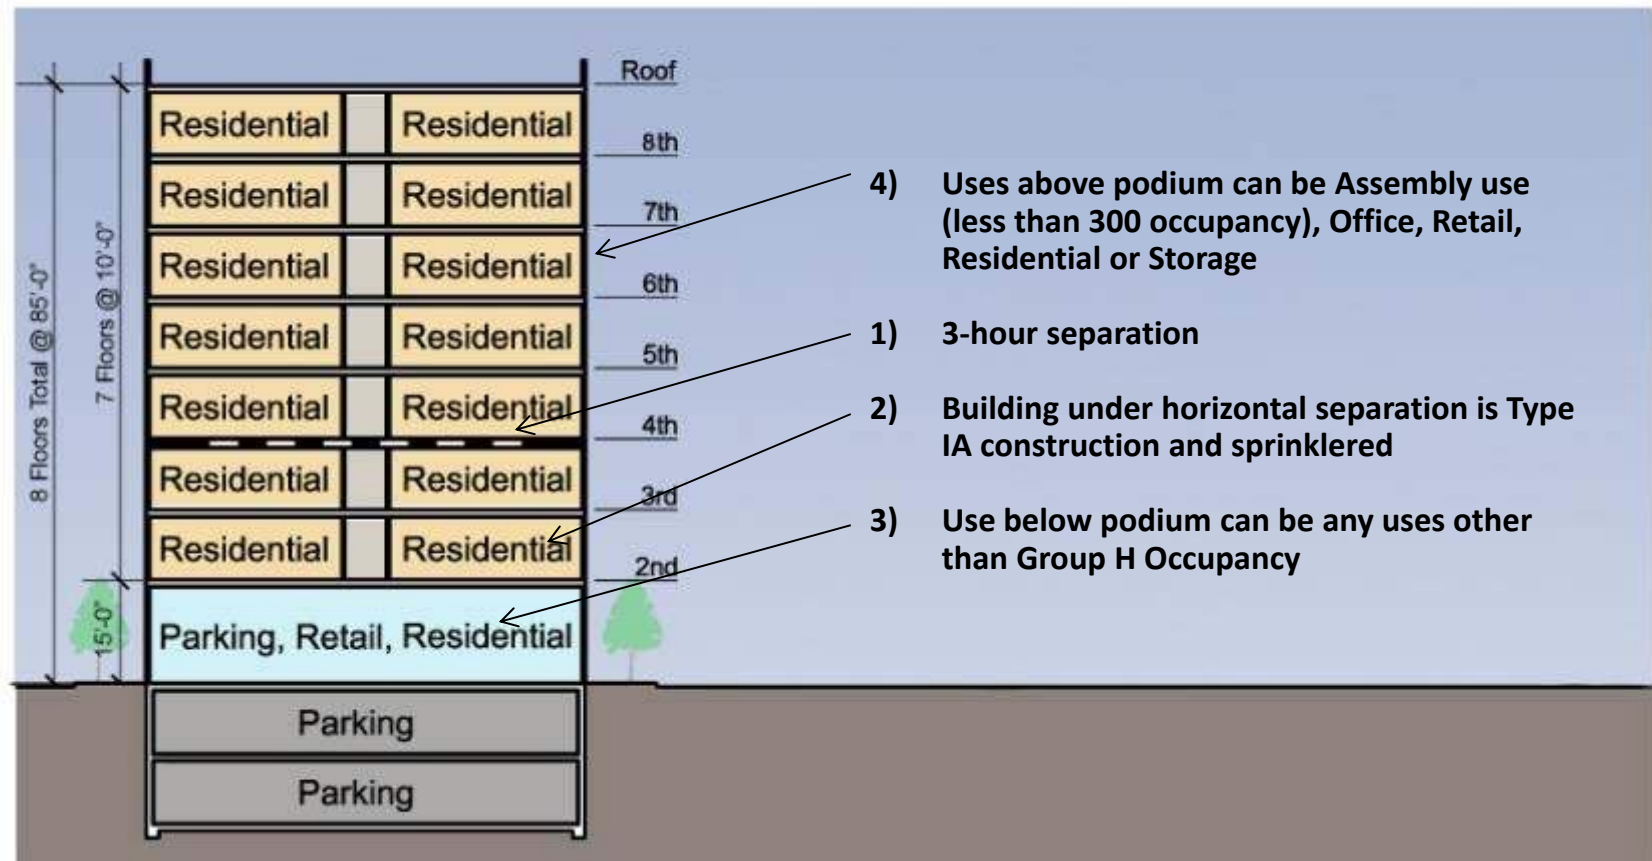 Roof
Residential Residential
8th
Residential Residential
7th
Residential Residential
6th
Residential Residential
5th
Residential Residential
4th
Residential Residential
3rd
Residential Residential
2nd
Parking, Retail, Residential
Parking
Parking
8 Floors Total @ 85'-0"
7 Floors @ 10'-0"
15'-0"
4) Uses above podium can be Assembly use
(less than 300 occupancy), Office, Retail,
Residential or Storage
1) 3-hour separation
2) Building under horizontal separation is Type
IA construction and sprinklered
3) Use below podium can be any uses other
than Group H Occupancy